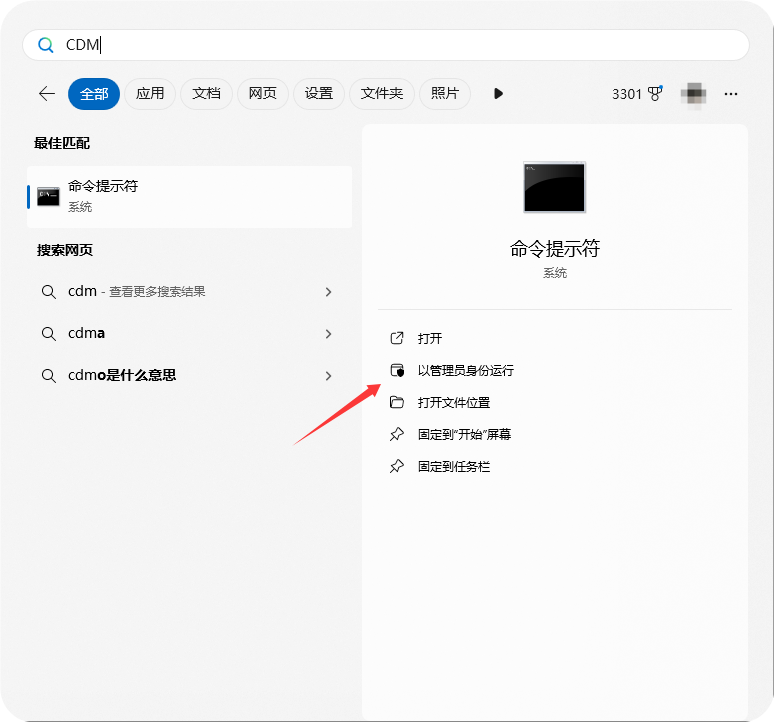 CDM
全部 应用 文档 网页 设置 文件夹 照片 3301
最佳匹配
命令提示符
系统
搜索网页
cdm - 查看更多搜索结果
cdma
cdmo是什么意思
命令提示符
系统
打开
以管理员身份运行
打开文件位置
固定到"开始"屏幕
固定到任务栏